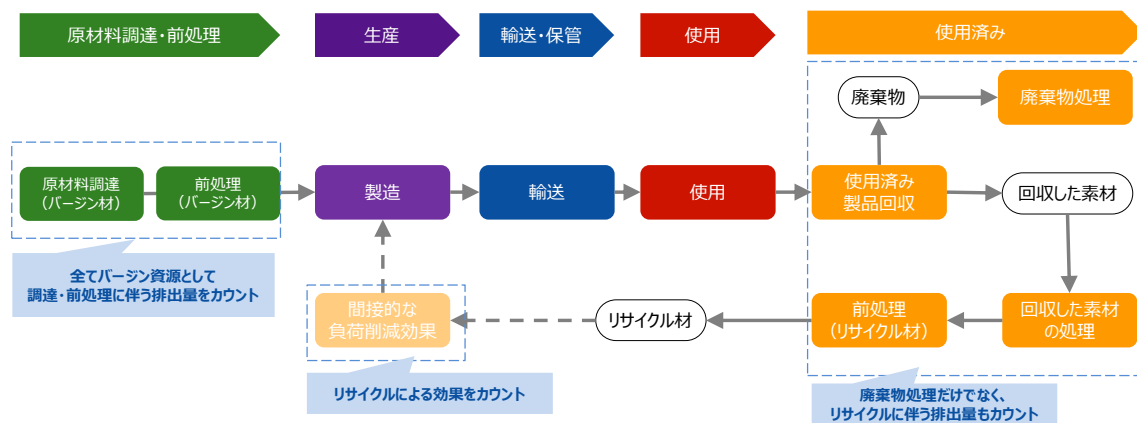 原材料調達・前処理
生産
輸送・保管
使用
使用済み
廃棄物
廃棄物処理
原材料調達
（バージン材）
前処理
（バージン材）
製造
輸送
使用
使用済み
製品回収
回収した素材
全てバージン資源として
調達・前処理に伴う排出量をカウント
間接的な
負荷削減効果
リサイクル材
前処理
（リサイクル材）
回収した素材
の処理
リサイクルによる効果をカウント
廃棄物処理だけでなく、
リサイクルに伴う排出量もカウント